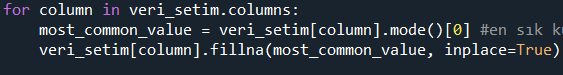 for column in veri_setim.columns:
    most_common_value = veri_setim[column].mode()[0] #en sık
    veri_setim[column].fillna(most_common_value, inplace=True)